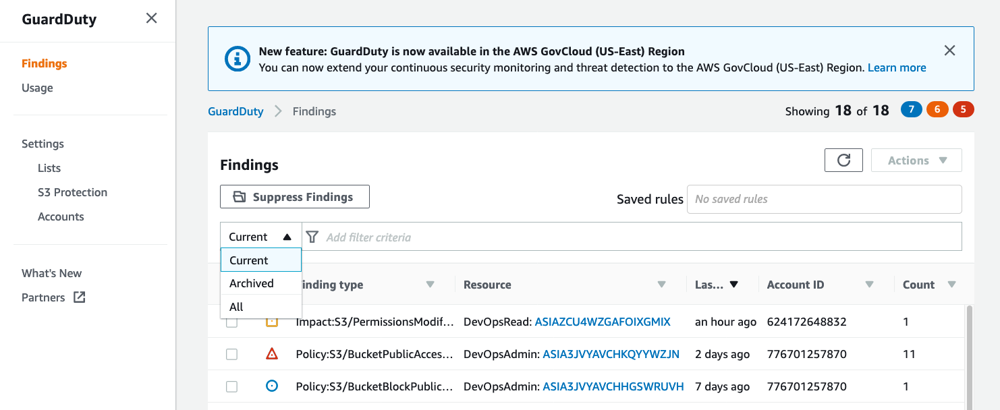 GuardDuty
Findings
Usage
Settings
Lists
S3 Protection
Accounts
What's New
Partners
New feature: GuardDuty is now available in the AWS GovCloud (US-East) Region
You can now extend your continuous security monitoring and threat detection to the AWS GovCloud (US-East) Region. Learn more
GuardDuty Findings
Showing 18 of 18 7 6 5
Findings
Actions
Suppress Findings
Saved rules No saved rules
Current Add filter criteria
Current
Archived
All
inding type Resource Las... Account ID Count
Impact:S3/PermissionsModif... DevOpsRead: ASIAZCU4WZGAFOIXGMIX an hour ago 624172648832 1
Policy:S3/BucketPublicAcces... DevOpsAdmin: ASIA3JVYAVCHKQYYWZJN 2 days ago 776701257870 11
Policy:S3/BucketBlockPublic... DevOpsAdmin: ASIA3JVYAVCHHGSWRUVH 7 days ago 776701257870 1